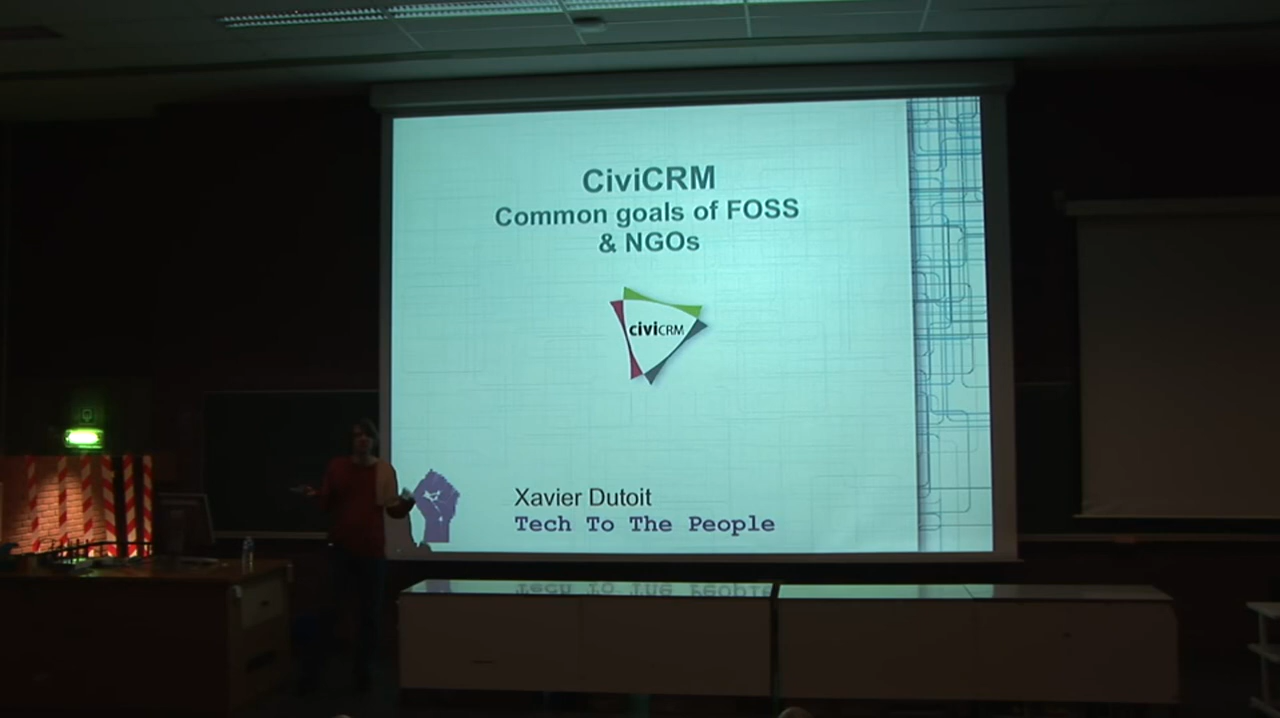 CiviCRM
Common goals of FOSS
& NGOs
civiCRM
Xavier Dutoit
Tech To The People